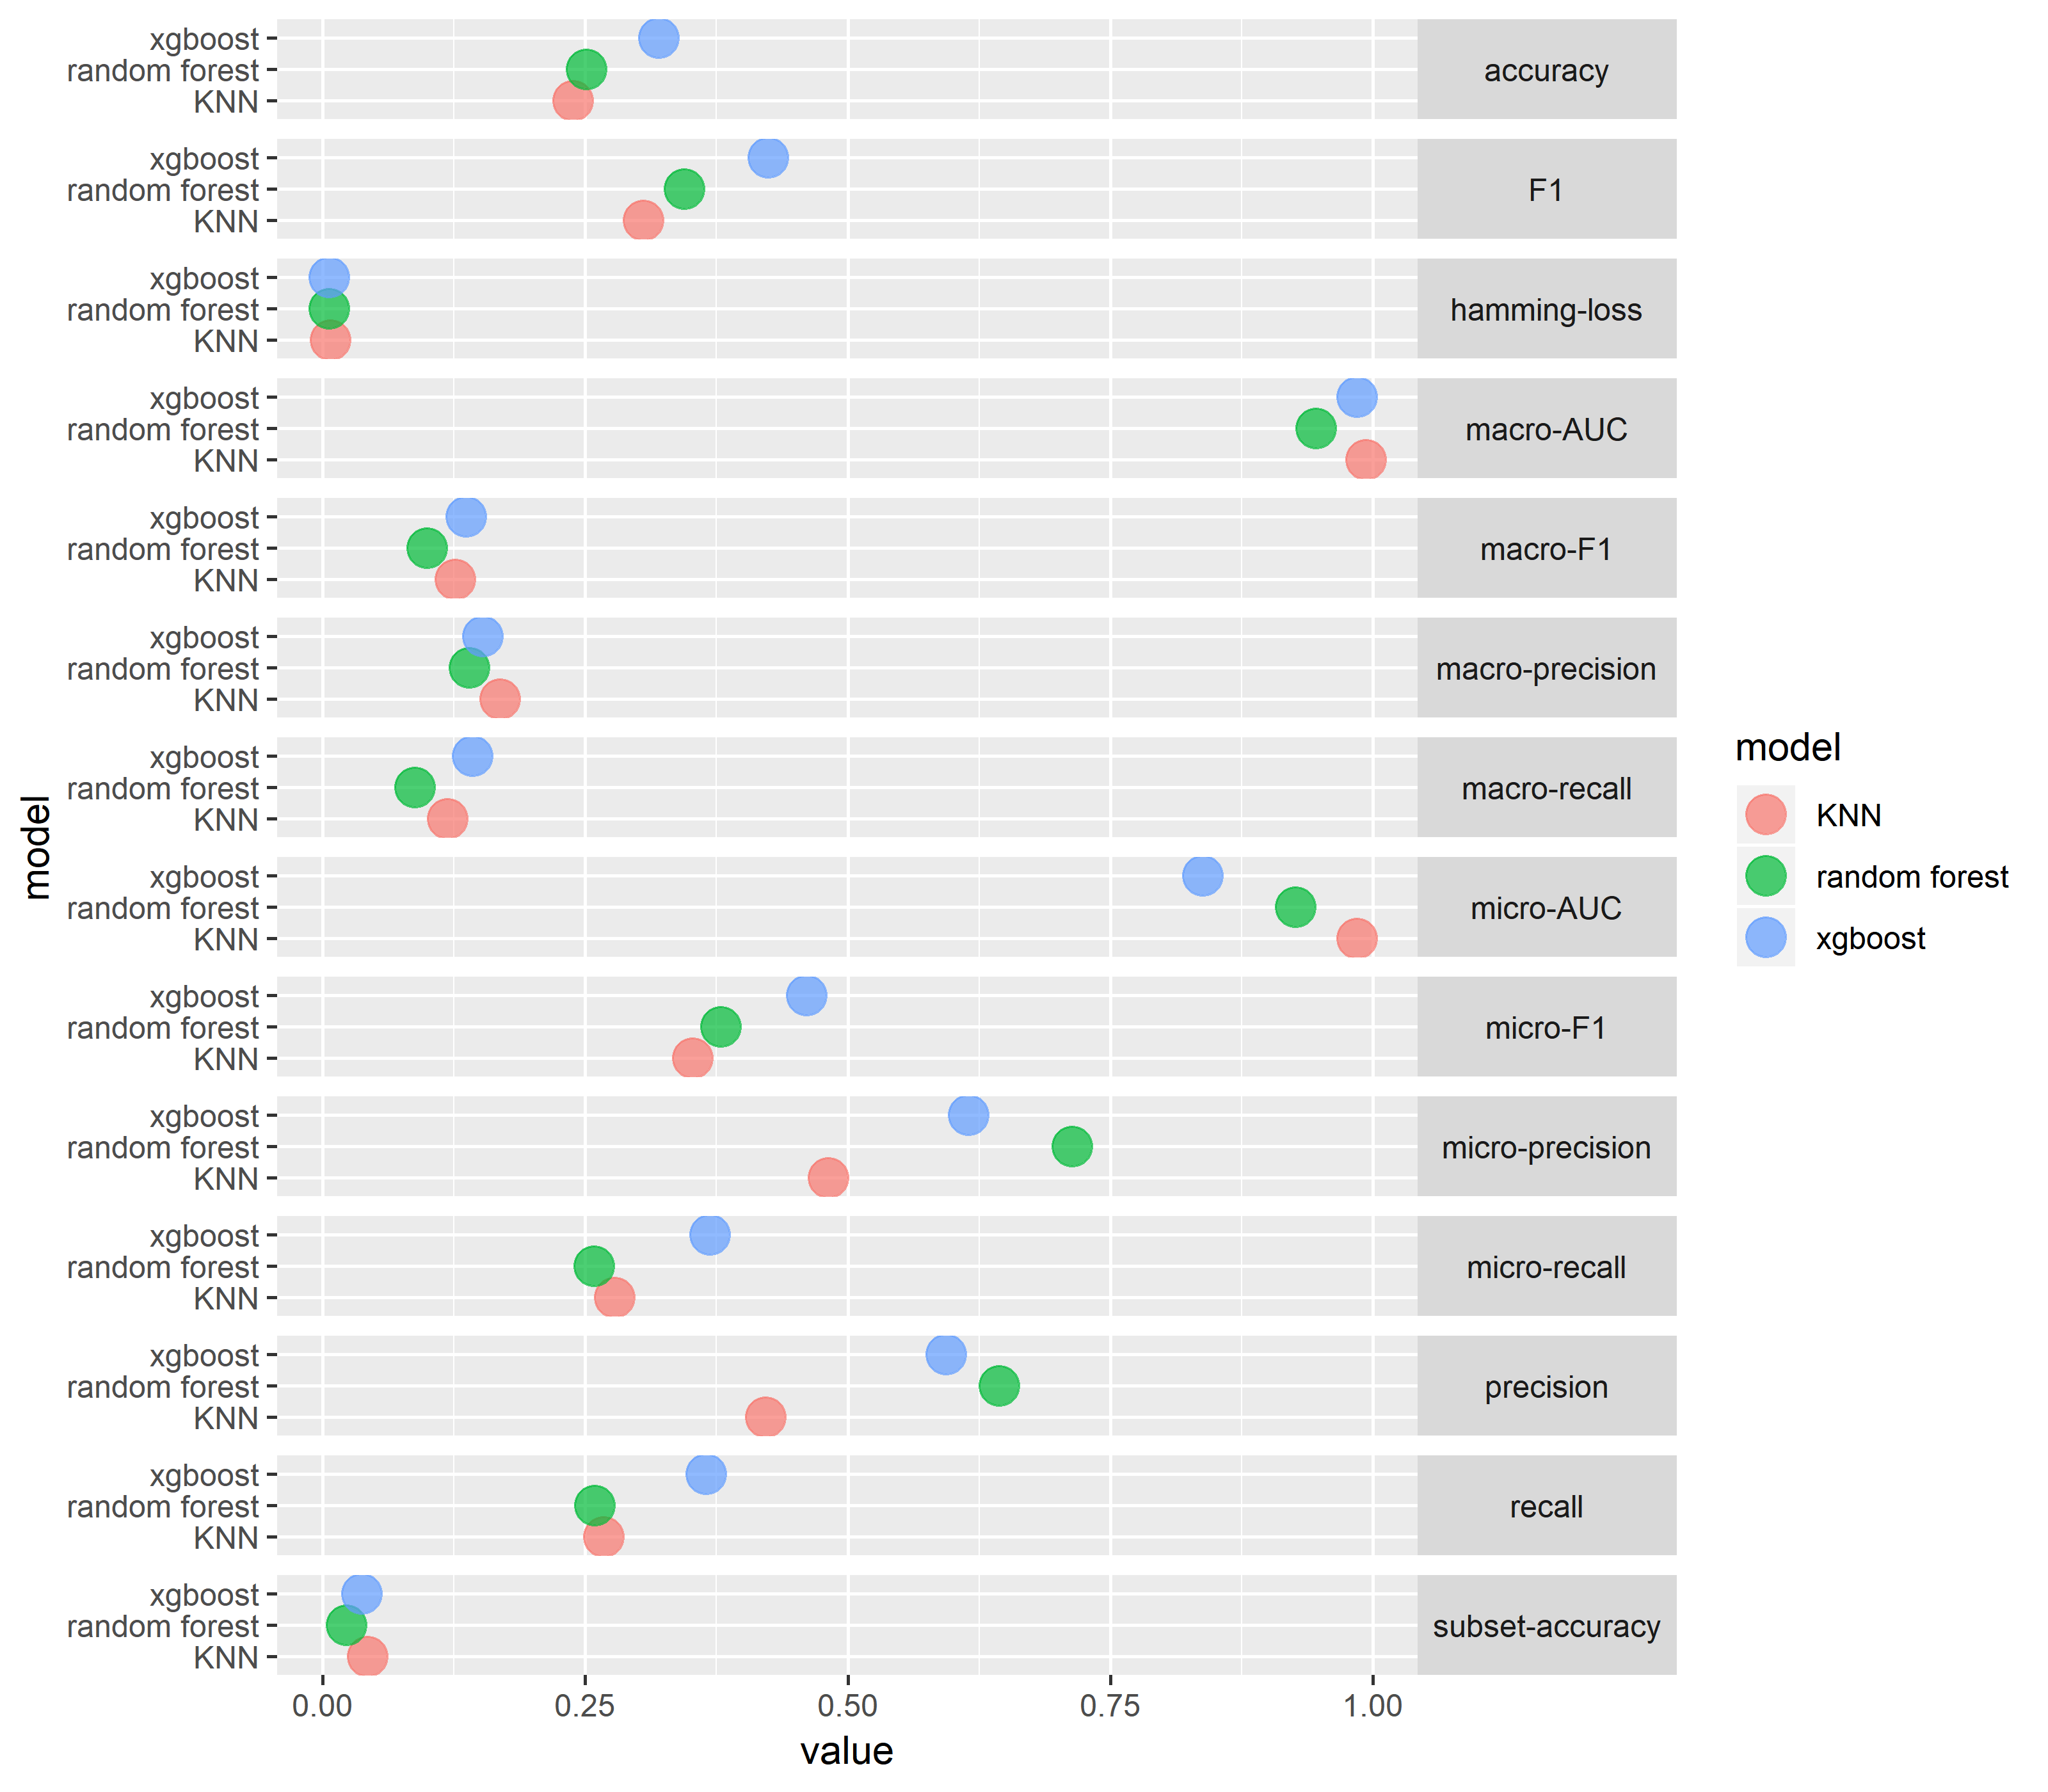 xgboost
random forest
KNN
accuracy
xgboost
random forest
KNN
F1
xgboost
random forest
KNN
hamming-loss
xgboost
random forest
KNN
macro-AUC
xgboost
random forest
KNN
macro-F1
xgboost
random forest
KNN
macro-precision
xgboost
random forest
KNN
macro-recall
xgboost
random forest
KNN
micro-AUC
xgboost
random forest
KNN
micro-F1
xgboost
random forest
KNN
micro-precision
xgboost
random forest
KNN
micro-recall
xgboost
random forest
KNN
precision
xgboost
random forest
KNN
recall
xgboost
random forest
KNN
subset-accuracy
0.00 0.25 0.50 0.75 1.00
value
model
model
KNN
random forest
xgboost